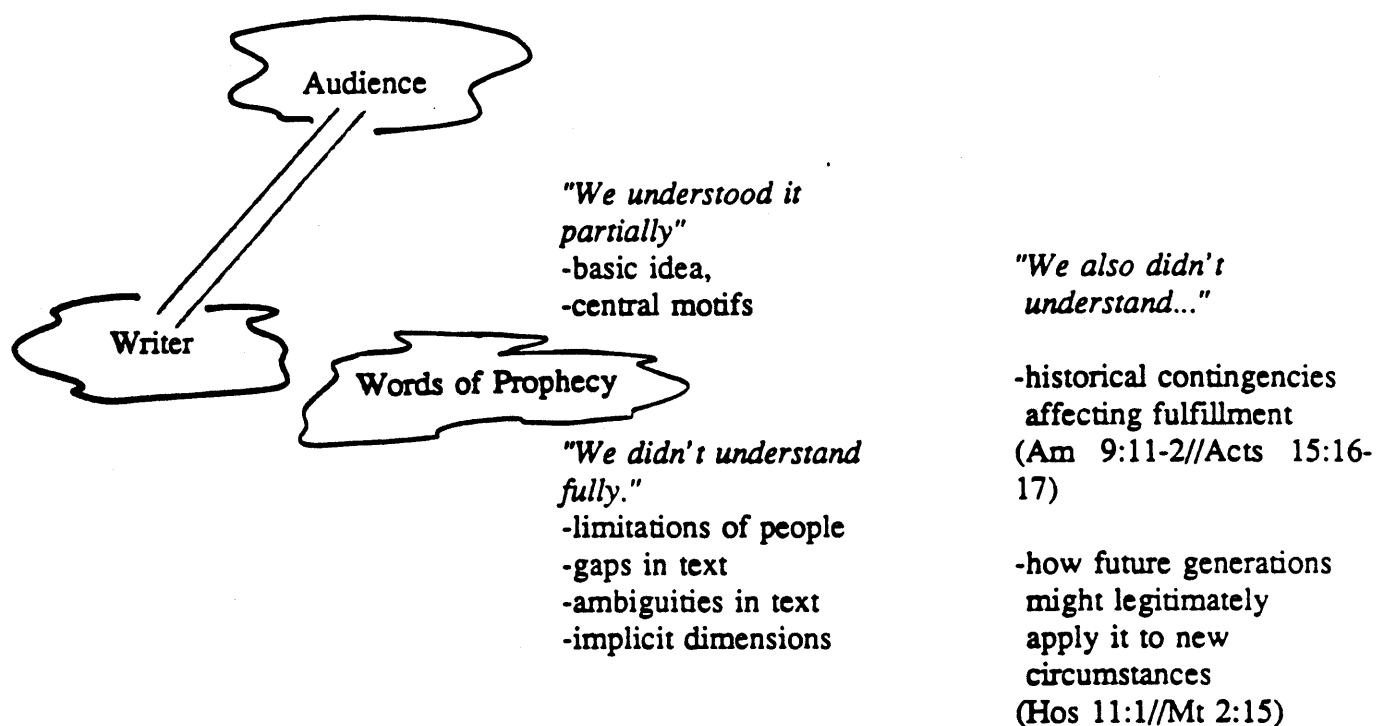 Audience
Writer
Words of Prophecy
"We understood it
partially"
-basic idea,
-central motifs
"We didn't understand
fully."
-limitations of people
-gaps in text
-ambiguities in text
-implicit dimensions
"We also didn't
understand..."
-historical contingencies
affecting fulfillment
(Am 9:11-2//Acts 15:16-
17)
-how future generations
might legitimately
apply it to new
circumstances
(Hos 11:1//Mt 2:15)